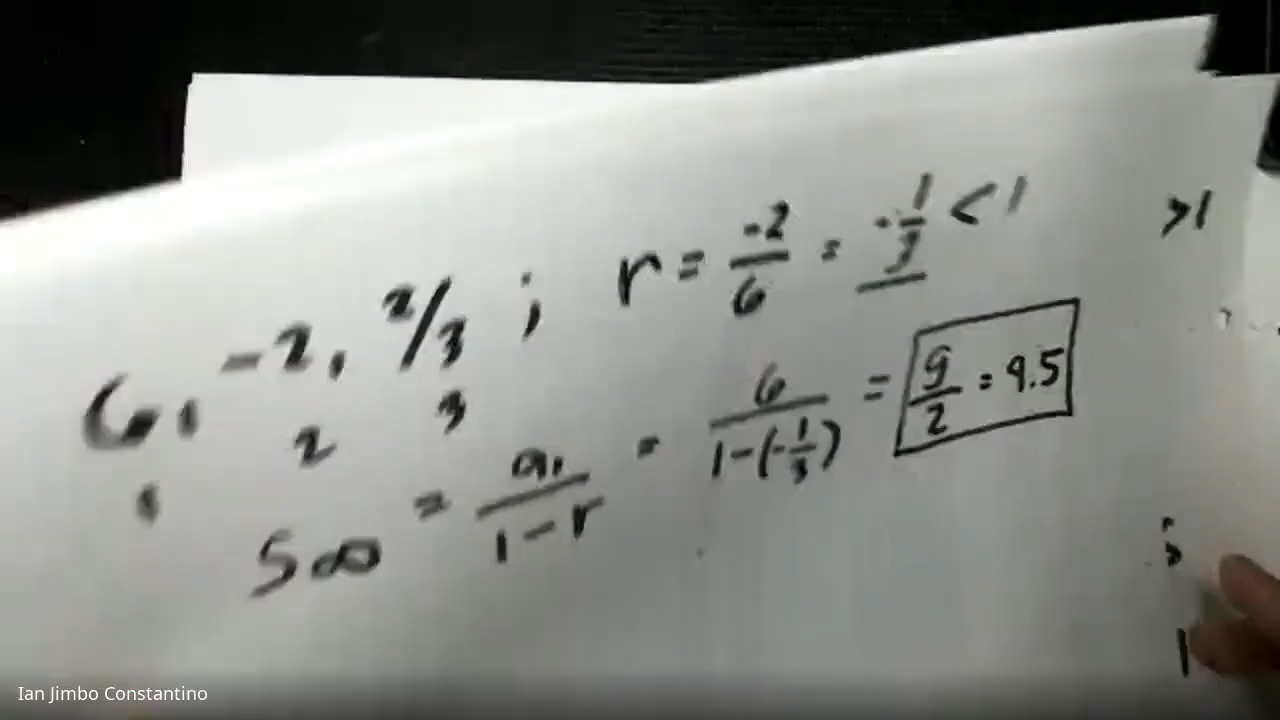 6, -2, 2/3 ; r = -2/6 = -1/3 < 1
>1
1 2 3
S∞ = a₁/1-r = 6/1-(-1/3) = 9/2 = 4.5
Ian Jimbo Constantino